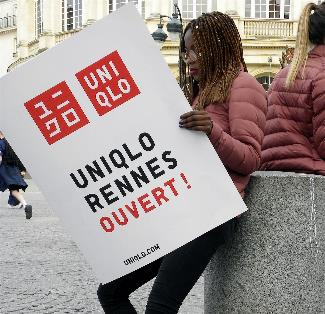 ユニ
クロ
UNI
QLO
UNIQLO
RENNES
OUVERT !
UNIQLO.COM